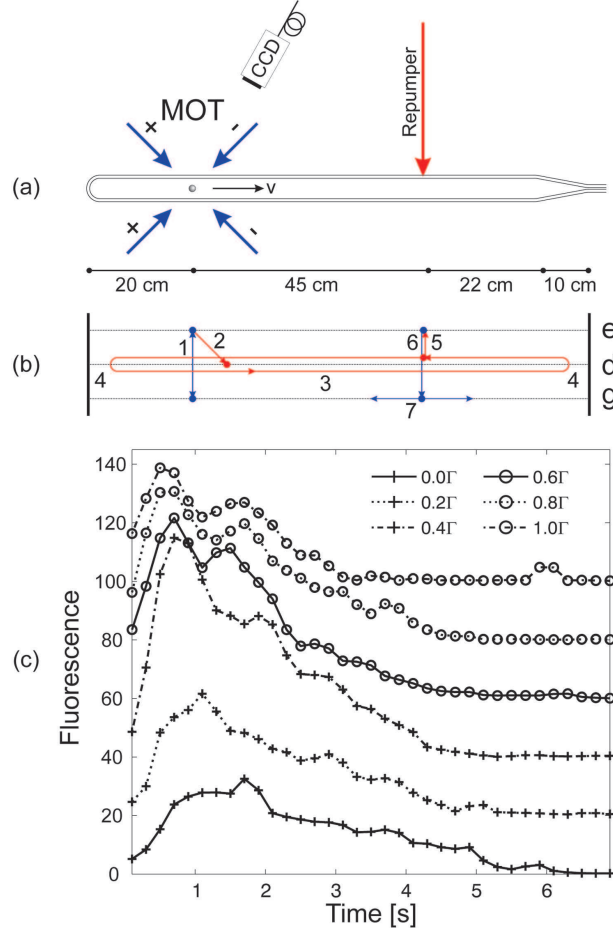 CCD
MOT
Repumper
+
-
(a)
v
+
-
20 cm
45 cm
22 cm
10 cm
(b)
e
1
2
6
5
d
4
3
4
g
7
(c)
Fluorescence
140
120
100
80
60
40
20
0
0.0Γ
0.2Γ
0.4Γ
0.6Γ
0.8Γ
1.0Γ
1
2
3
4
5
6
Time [s]